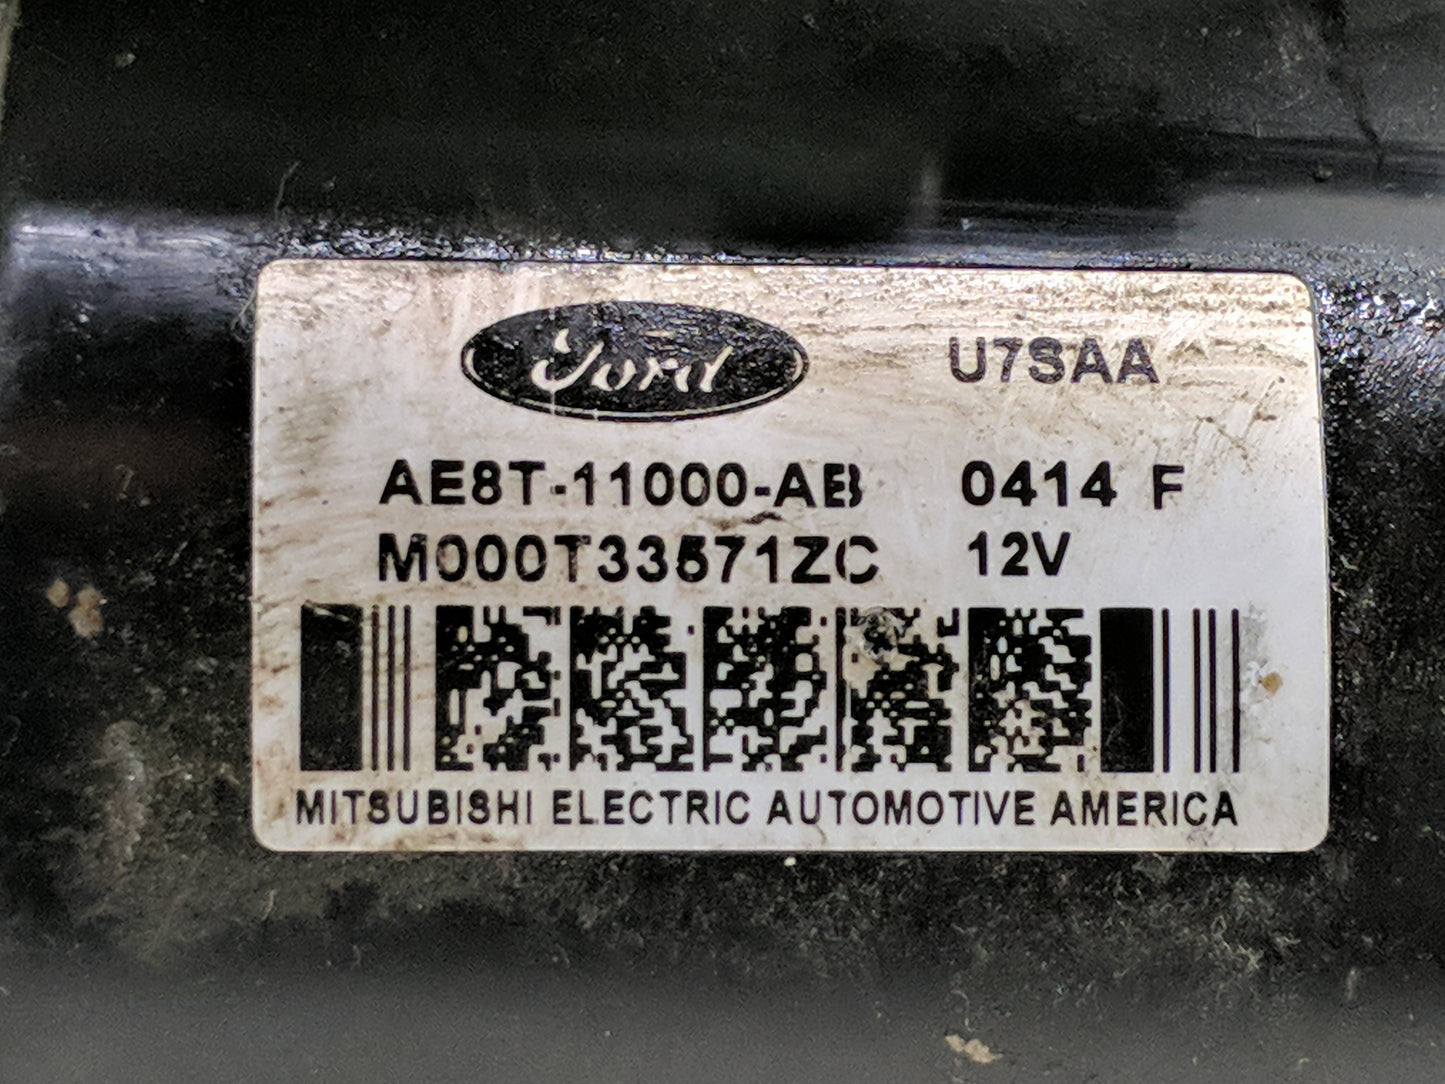 Ford U7SAA
AE8T-11000-AB 0414 F
M000T33571ZC 12V
MITSUBISHI ELECTRIC AUTOMOTIVE AMERICA